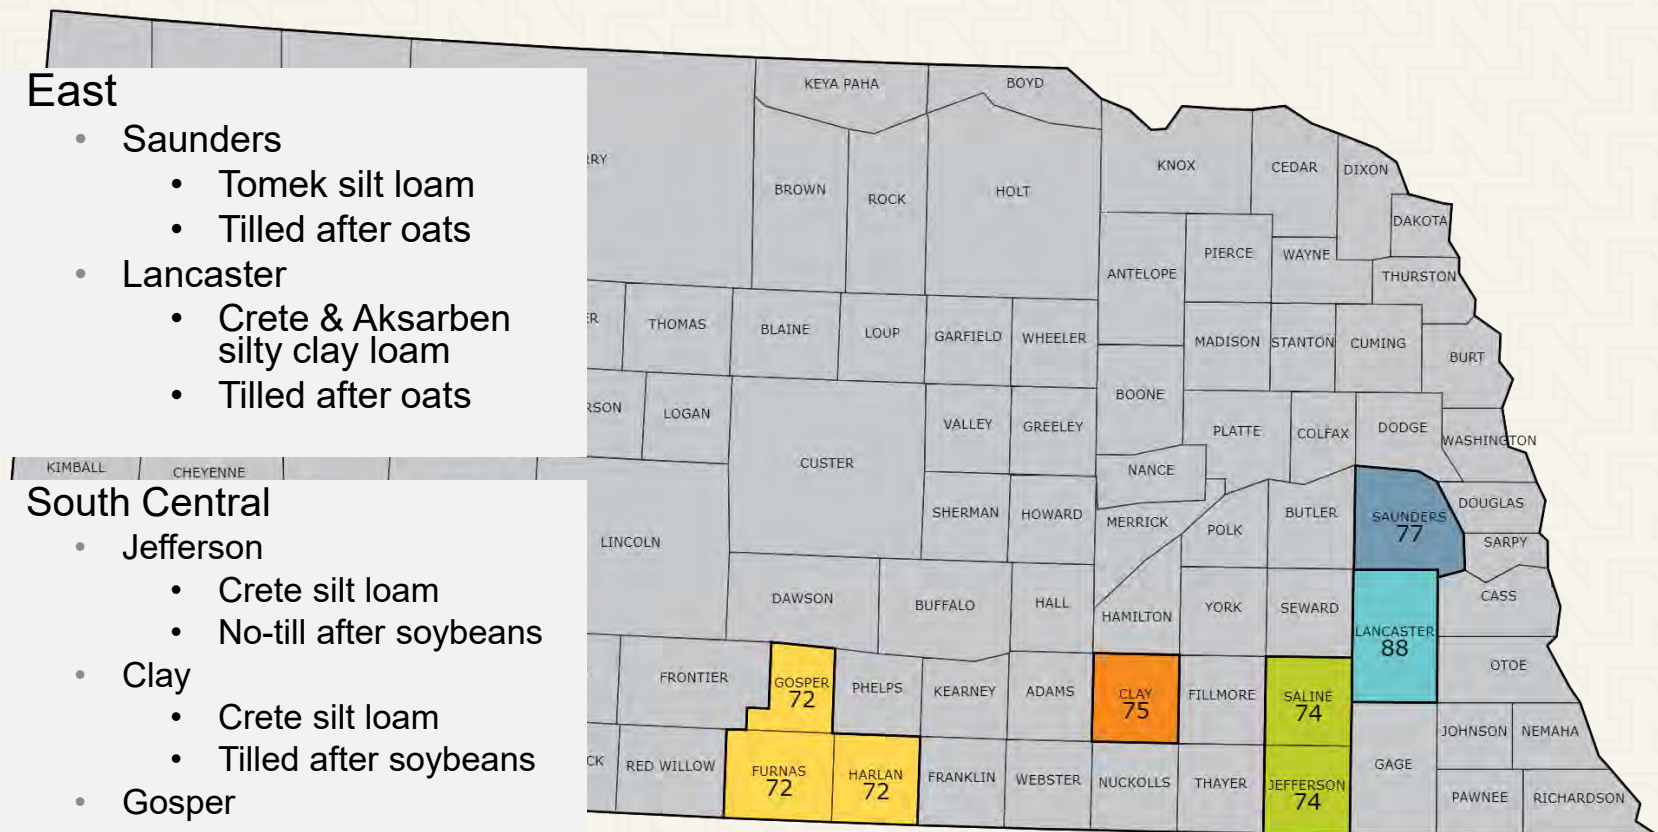 East
• Saunders
• Tomek silt loam
• Tilled after oats
• Lancaster
• Crete & Aksarben
silty clay loam
• Tilled after oats
South Central
• Jefferson
• Crete silt loam
• No-till after soybeans
• Clay
• Crete silt loam
• Tilled after soybeans
• Gosper
KEYA PAHA
BOYD
RRY
BROWN
ROCK
HOLT
KNOX
CEDAR
DIXON
DAKOTA
ANTELOPE
PIERCE
WAYNE
THURSTON
ER
THOMAS
BLAINE
LOUP
GARFIELD
WHEELER
MADISON
STANTON
CUMING
BURT
RSON
LOGAN
VALLEY
GREELEY
BOONE
PLATTE
COLFAX
DODGE
WASHINGTON
KIMBALL
CHEYENNE
CUSTER
NANCE
SHERMAN
HOWARD
MERRICK
POLK
BUTLER
SAUNDERS
77
DOUGLAS
SARPY
LINCOLN
DAWSON
BUFFALO
HALL
HAMILTON
YORK
SEWARD
LANCASTER
88
CASS
OTOE
FRONTIER
GOSPER
72
PHELPS
KEARNEY
ADAMS
CLAY
75
FILLMORE
SALINE
74
JOHNSON
NEMAHA
CK
RED WILLOW
FURNAS
72
HARLAN
72
FRANKLIN
WEBSTER
NUCKOLLS
THAYER
JEFFERSON
74
GAGE
PAWNEE
RICHARDSON